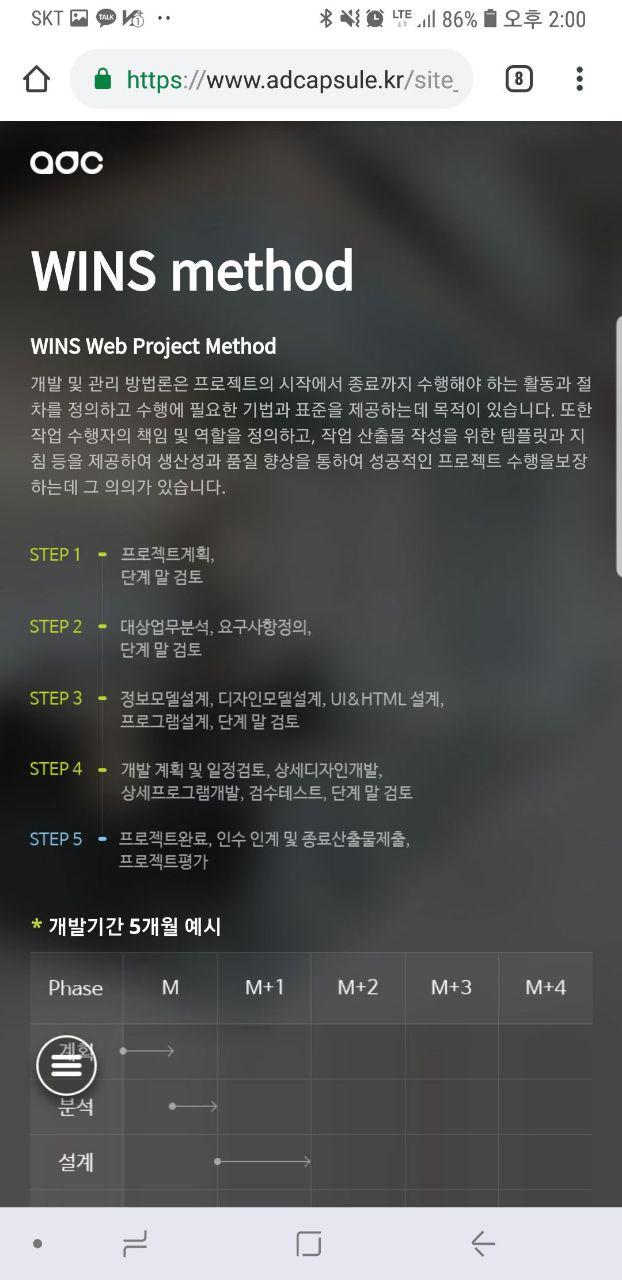 SKT TALK LTE 86% 오후 2:00
https://www.adcapsule.kr/site_ 8
adc
WINS method
WINS Web Project Method
개발 및 관리 방법론은 프로젝트의 시작에서 종료까지 수행해야 하는 활동과 절
차를 정의하고 수행에 필요한 기법과 표준을 제공하는데 목적이 있습니다. 또한
작업 수행자의 책임 및 역할을 정의하고, 작업 산출물 작성을 위한 템플릿과 지
침 등을 제공하여 생산성과 품질 향상을 통하여 성공적인 프로젝트 수행을보장
하는데 그 의의가 있습니다.
STEP 1 프로젝트계획,
단계 말 검토
STEP 2 대상업무분석, 요구사항정의,
단계 말 검토
STEP 3 정보모델설계, 디자인모델설계, UI&HTML 설계,
프로그램설계, 단계 말 검토
STEP 4 개발 계획 및 일정검토, 상세디자인개발,
상세프로그램개발, 검수테스트, 단계 말 검토
STEP 5 프로젝트완료, 인수 인계 및 종료산출물제출,
프로젝트평가
* 개발기간 5개월 예시
Phase M M+1 M+2 M+3 M+4
계획
분석
설계